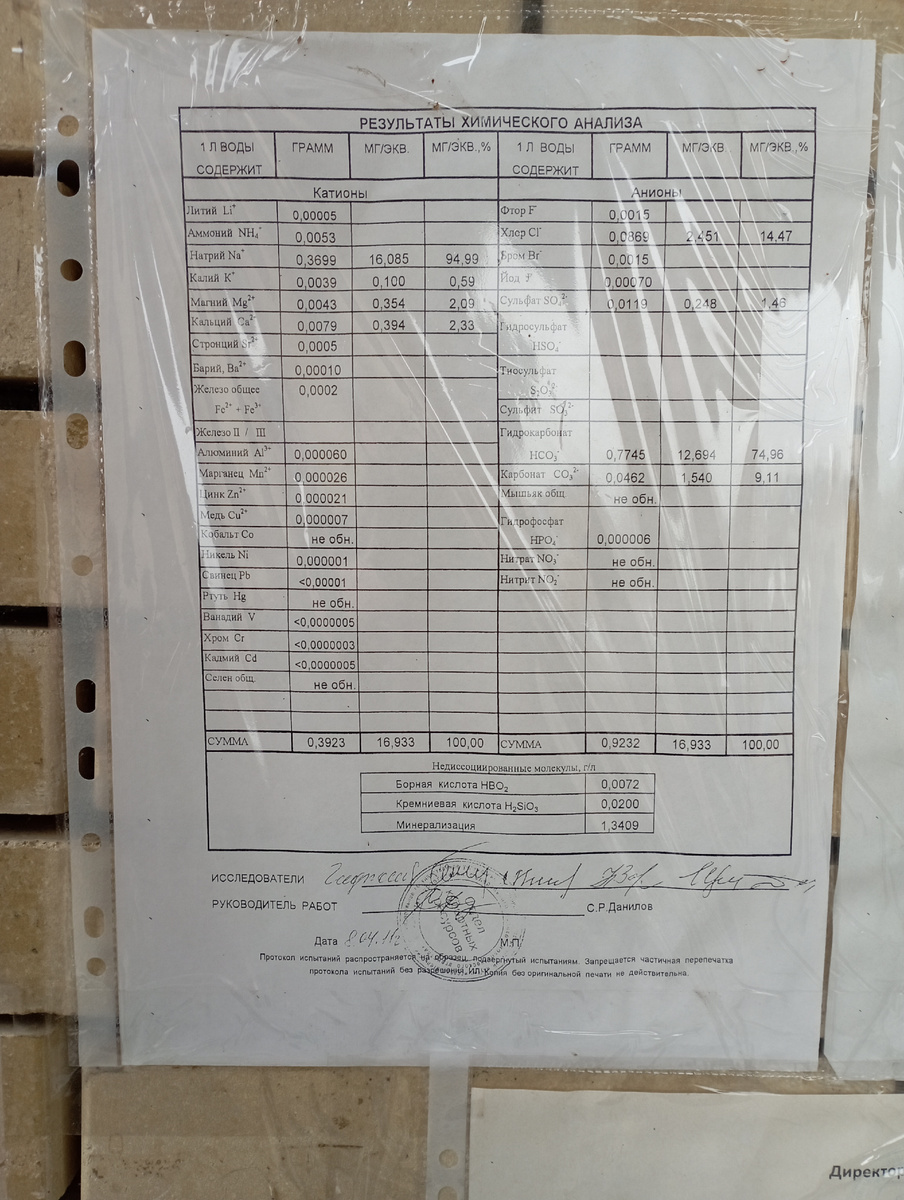 РЕЗУЛЬТАТЫ ХИМИЧЕСКОГО АНАЛИЗА
1 Л ВОДЫ СОДЕРЖИТ ГРАММ МГ/ЭКВ. МГ/ЭКВ.,% 1 Л ВОДЫ СОДЕРЖИТ ГРАММ МГ/ЭКВ. МГ/ЭКВ.,%
Катионы Анионы
Литий Li⁺ 0,00005 Фтор F⁻ 0,0015
Аммоний NH₄⁺ 0,0053 Хлор Cl⁻ 0,0869 2,451 14,47
Натрий Na⁺ 0,3699 16,085 94,99 Бром Br⁻ 0,0015
Калий K⁺ 0,0039 0,100 0,59 Йод J⁻ 0,00070
Магний Mg²⁺ 0,0043 0,354 2,09 Сульфат SO₄²⁻ 0,0119 0,248 1,46
Кальций Ca²⁺ 0,0079 0,394 2,33 Гидросульфат
Стронций Sr²⁺ 0,0005 HSO₄⁻
Барий, Ba²⁺ 0,00010 Тиосульфат
Железо общее 0,0002 S₂O₃²⁻
Fe²⁺ + Fe³⁺ Сульфит SO₃²⁻
Железо II / III Гидрокарбонат
Алюминий Al³⁺ 0,000060 HCO₃⁻ 0,7745 12,694 74,96
Марганец Mn²⁺ 0,000026 Карбонат CO₃²⁻ 0,0462 1,540 9,11
Цинк Zn²⁺ 0,000021 Мышьяк общ. не обн.
Медь Cu²⁺ 0,000007 Гидрофосфат
Кобальт Co не обн. HPO₄⁻ 0,000006
Никель Ni 0,000001 Нитрат NO₃⁻ не обн.
Свинец Pb <0,00001 Нитрит NO₂⁻ не обн.
Ртуть Hg не обн.
Ванадий V <0,0000005
Хром Cr <0,0000003
Кадмий Cd <0,0000005
Селен общ. не обн.
СУММА 0,3923 16,933 100,00 СУММА 0,9232 16,933 100,00
Недиссоциированные молекулы, г/л
Борная кислота HBO₂ 0,0072
Кремниевая кислота H₂SiO₃ 0,0200
Минерализация 1,3409
ИССЛЕДОВАТЕЛИ
РУКОВОДИТЕЛЬ РАБОТ С.Р.Данилов
Дата М.П.
Протокол испытаний распространяется на образец, подвергнутый испытаниям. Запрещается частичная перепечатка
протокола испытаний без разрешения ИЛ Копия без оригинальной печати не действительна.
Директор